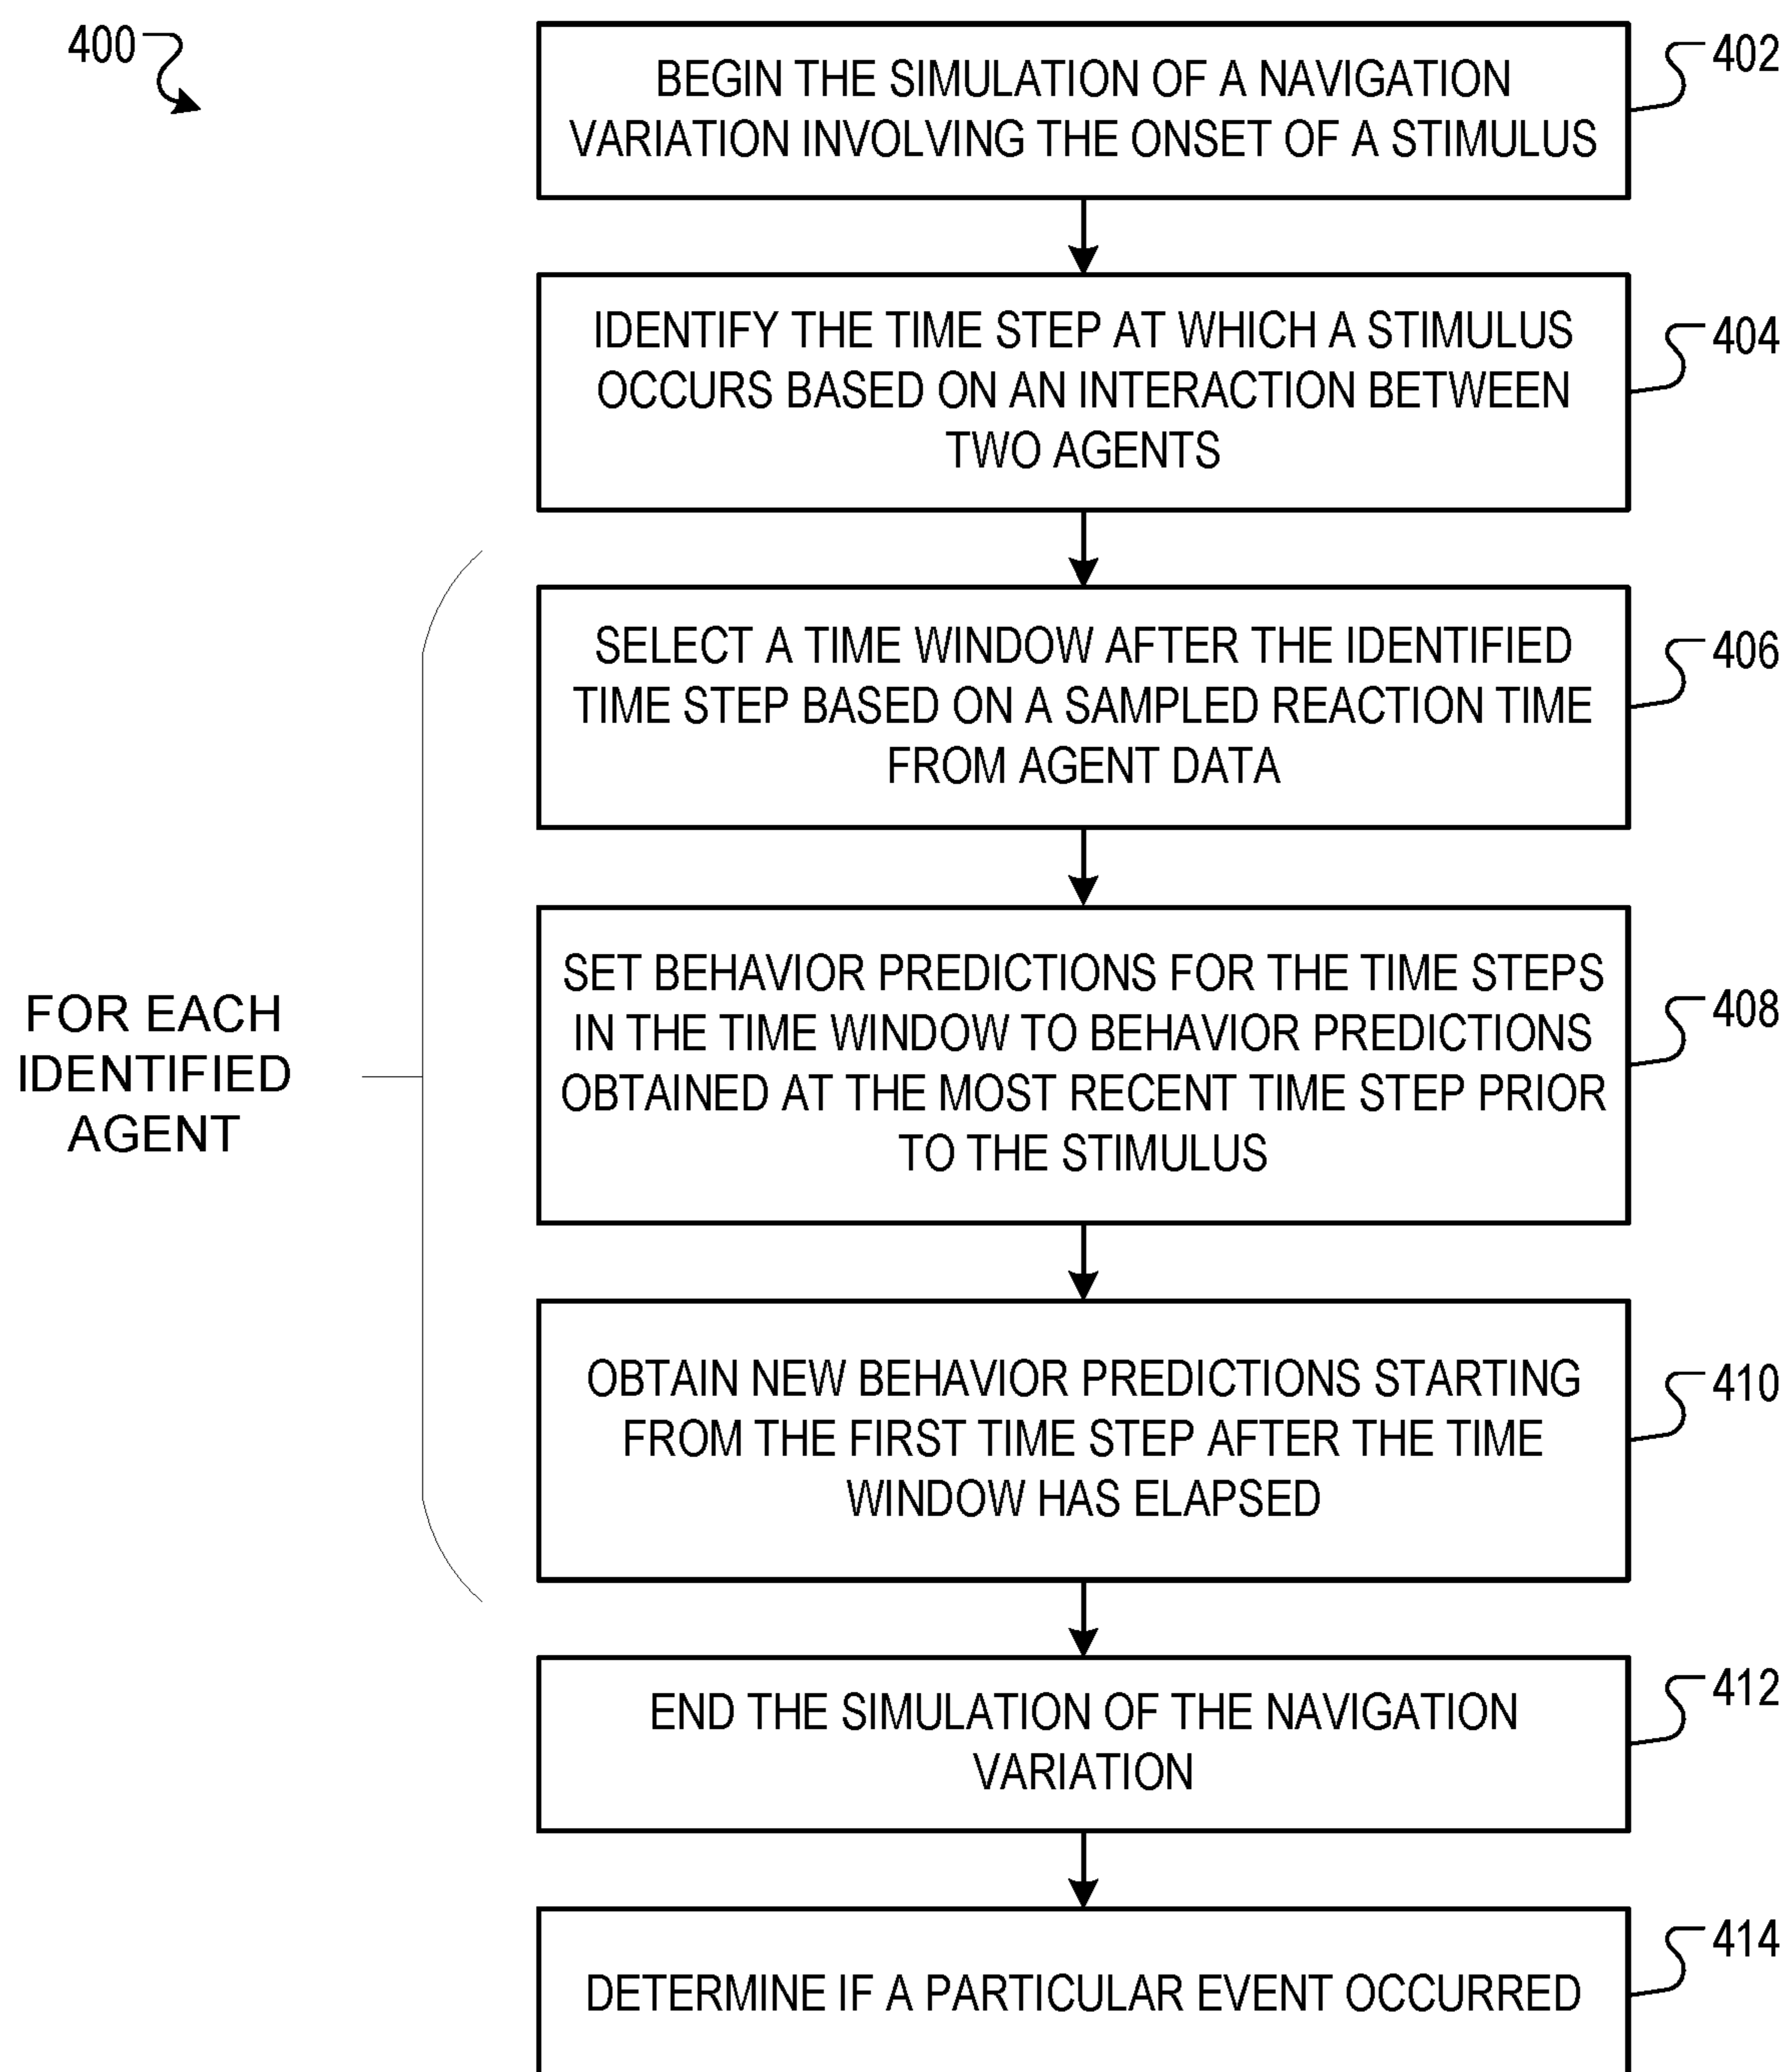 400
BEGIN THE SIMULATION OF A NAVIGATION
VARIATION INVOLVING THE ONSET OF A STIMULUS
402
IDENTIFY THE TIME STEP AT WHICH A STIMULUS
OCCURS BASED ON AN INTERACTION BETWEEN
TWO AGENTS
404
SELECT A TIME WINDOW AFTER THE IDENTIFIED
TIME STEP BASED ON A SAMPLED REACTION TIME
FROM AGENT DATA
406
FOR EACH
IDENTIFIED
AGENT
SET BEHAVIOR PREDICTIONS FOR THE TIME STEPS
IN THE TIME WINDOW TO BEHAVIOR PREDICTIONS
OBTAINED AT THE MOST RECENT TIME STEP PRIOR
TO THE STIMULUS
408
OBTAIN NEW BEHAVIOR PREDICTIONS STARTING
FROM THE FIRST TIME STEP AFTER THE TIME
WINDOW HAS ELAPSED
410
END THE SIMULATION OF THE NAVIGATION
VARIATION
412
DETERMINE IF A PARTICULAR EVENT OCCURRED
414